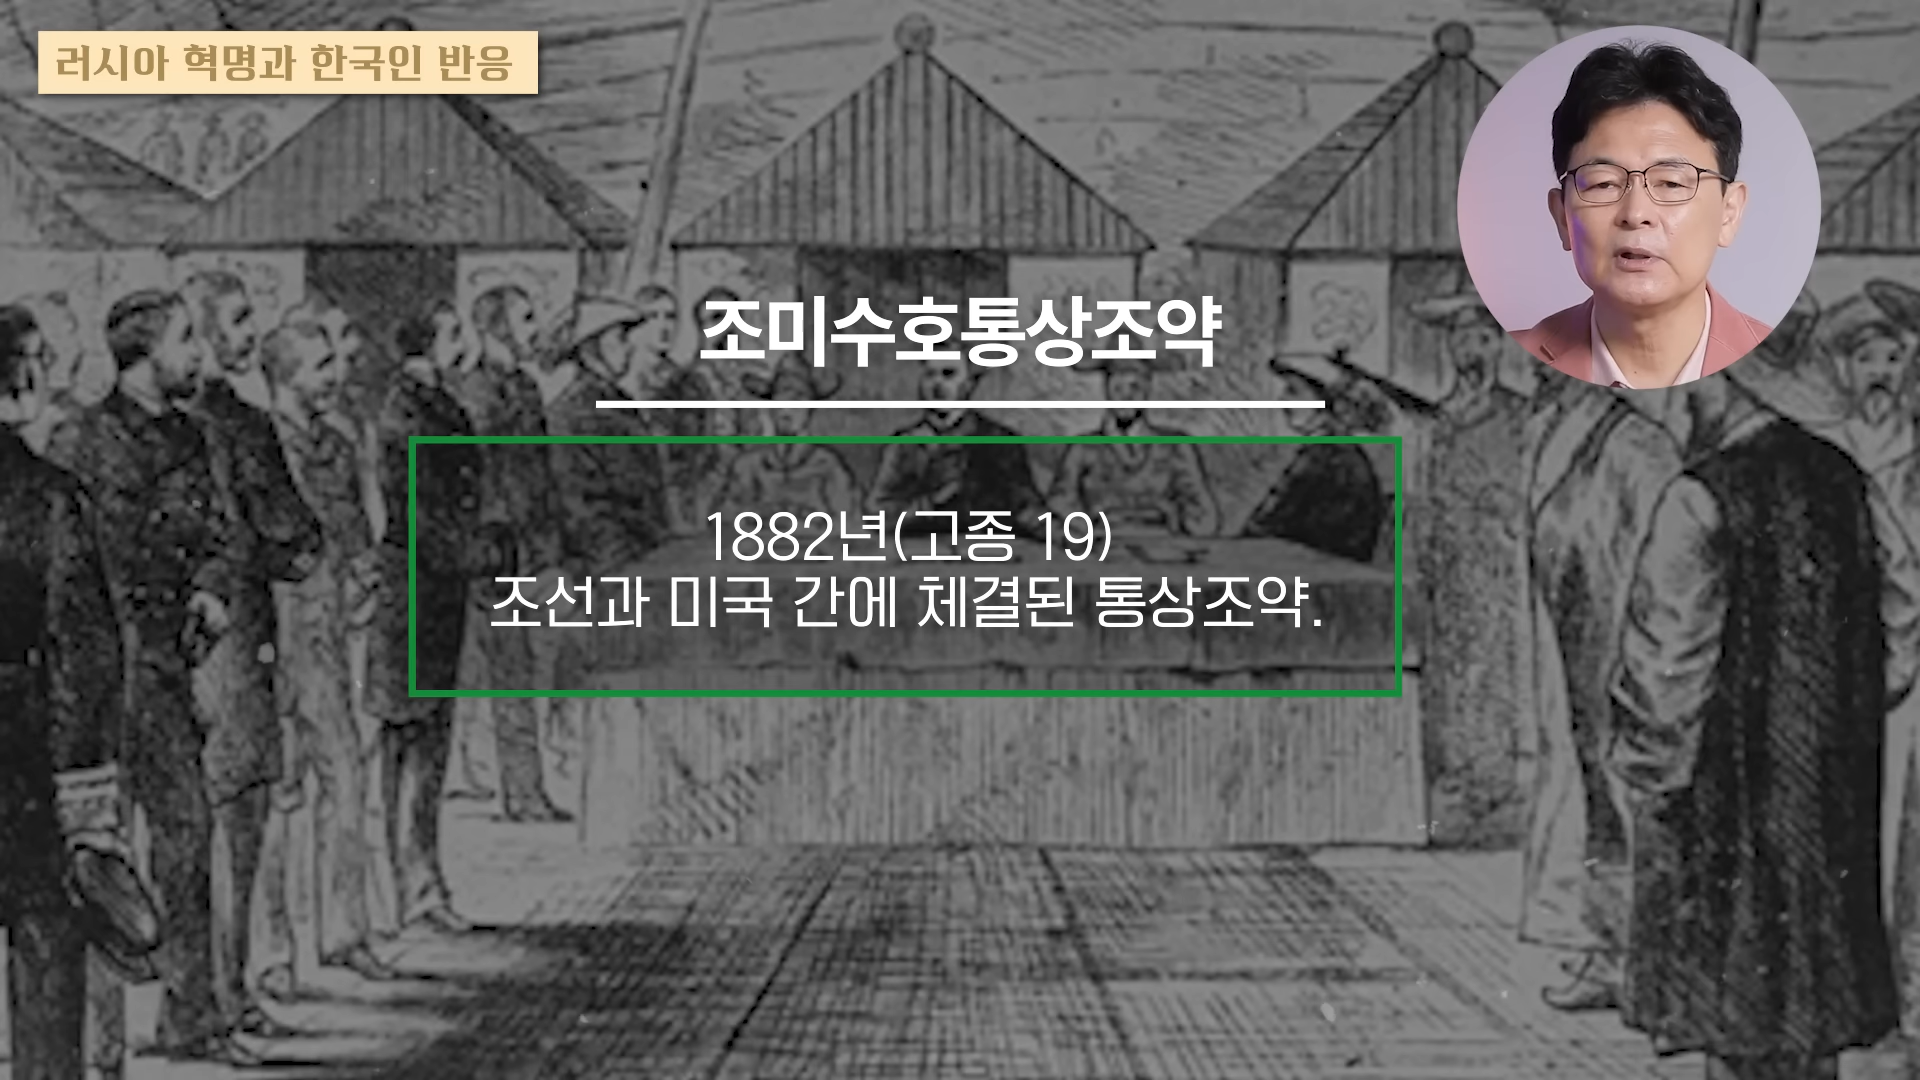 러시아 혁명과 한국인 반응
조미수호통상조약
1882년(고종 19)
조선과 미국 간에 체결된 통상조약.